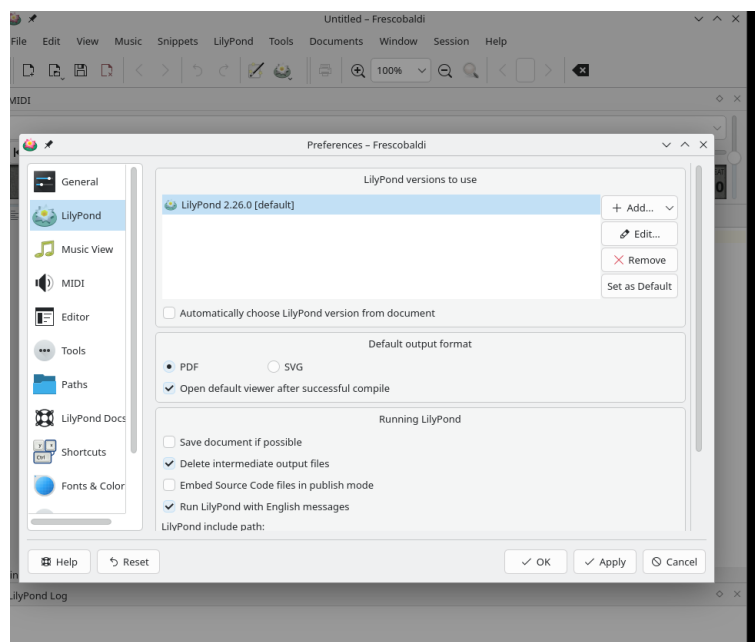 Untitled – Frescobaldi
File Edit View Music Snippets LilyPond Tools Documents Window Session Help
100%
MIDI
Preferences – Frescobaldi
General
LilyPond
Music View
MIDI
Editor
Tools
Paths
LilyPond Docs
Shortcuts
Fonts & Color
LilyPond versions to use
LilyPond 2.26.0 [default]
Add...
Edit...
Remove
Set as Default
Automatically choose LilyPond version from document
Default output format
PDF SVG
Open default viewer after successful compile
Running LilyPond
Save document if possible
Delete intermediate output files
Embed Source Code files in publish mode
Run LilyPond with English messages
LilyPond include path:
Help Reset OK Apply Cancel
LilyPond Log